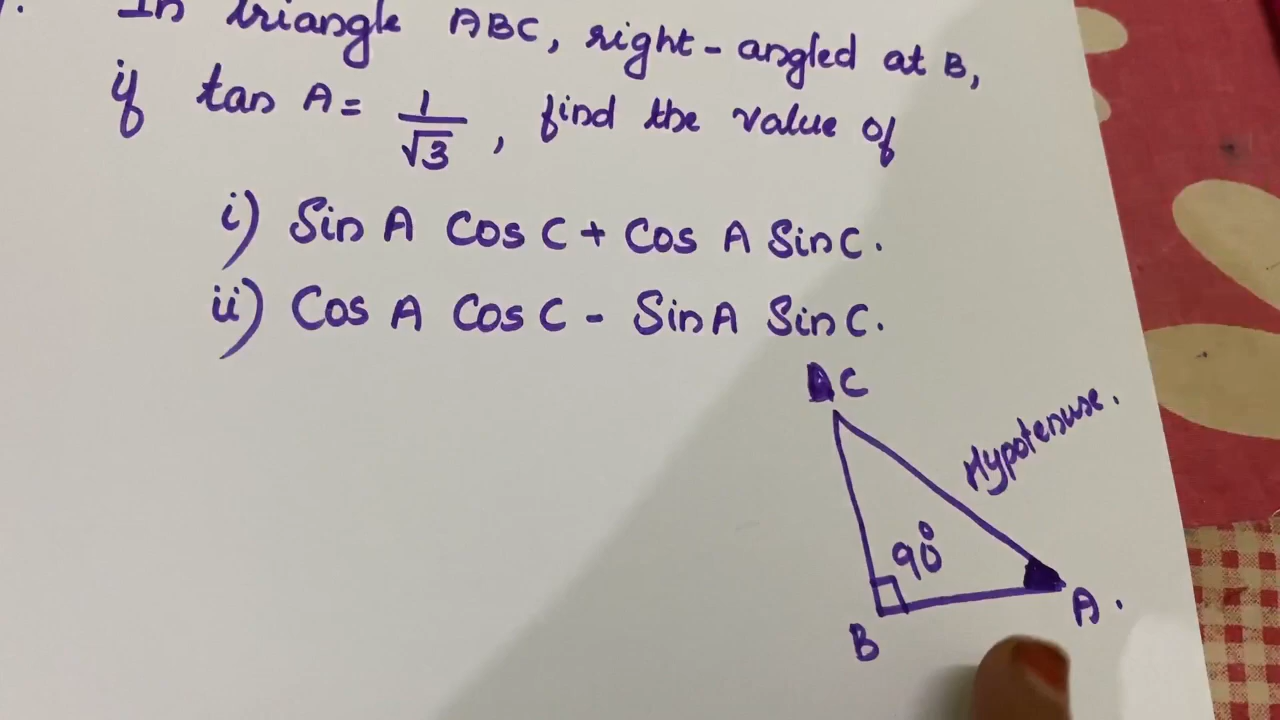 In triangle ABC, right-angled at B,
if tan A = 1/√3, find the value of
i) Sin A Cos C + Cos A Sin C.
ii) Cos A Cos C - Sin A Sin C.
C
Hypotenuse.
90°
B
A.